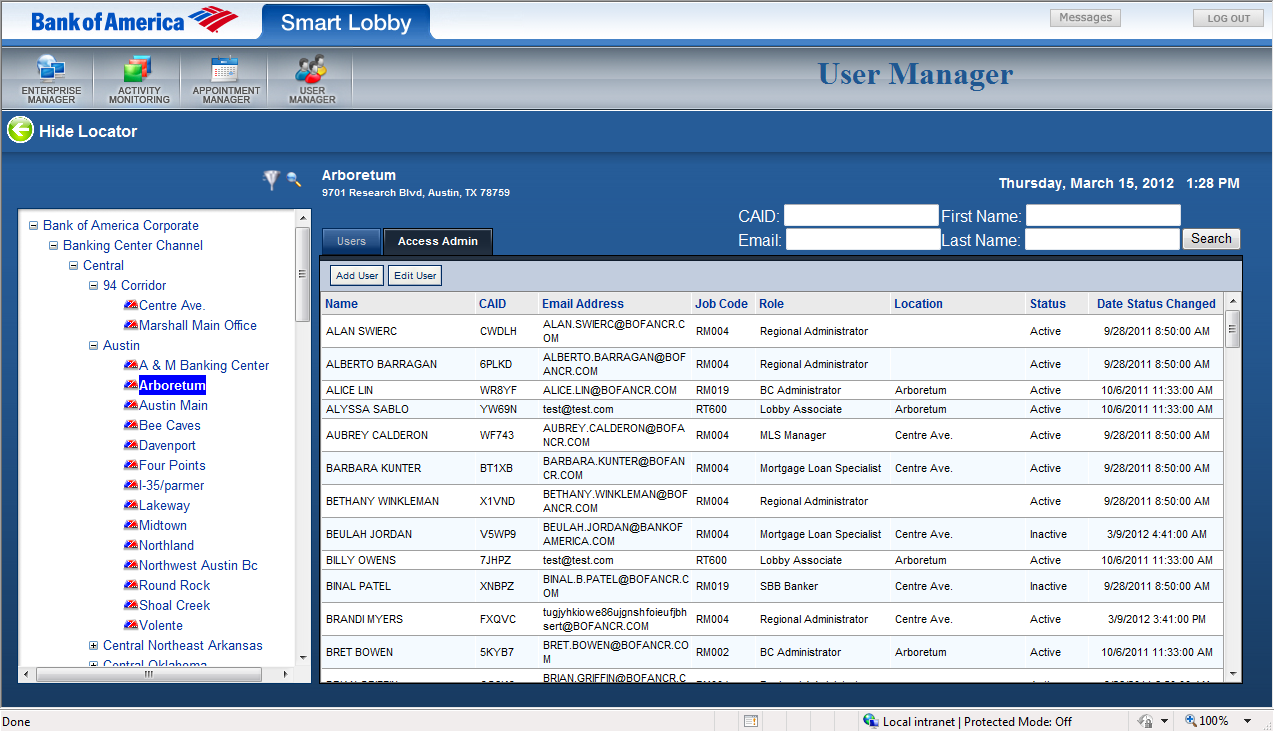 Bank of America
Smart Lobby
Messages
LOG OUT
ENTERPRISE
MANAGER
ACTIVITY
MONITORING
APPOINTMENT
MANAGER
USER
MANAGER
User Manager
Hide Locator
Arboretum
9701 Research Blvd, Austin, TX 78759
Thursday, March 15, 2012 1:28 PM
CAID: First Name:
Email: Last Name: Search
Bank of America Corporate
Banking Center Channel
Central
94 Corridor
Centre Ave.
Marshall Main Office
Austin
A & M Banking Center
Arboretum
Austin Main
Bee Caves
Davenport
Four Points
I-35/parmer
Lakeway
Midtown
Northland
Northwest Austin Bc
Round Rock
Shoal Creek
Volente
Central Northeast Arkansas
Central Oklahoma
Users Access Admin
Add User Edit User
Name CAID Email Address Job Code Role Location Status Date Status Changed
ALAN SWIERC CWDLH ALAN.SWIERC@BOFANCR.C RM004 Regional Administrator Active 9/28/2011 8:50:00 AM
OM
ALBERTO BARRAGAN 6PLKD ALBERTO.BARRAGAN@BOF RM004 Regional Administrator Active 9/28/2011 8:50:00 AM
ANCR.COM
ALICE LIN WR8YF ALICE.LIN@BOFANCR.COM RM019 BC Administrator Arboretum Active 10/6/2011 11:33:00 AM
ALYSSA SABLO YW69N test@test.com RT600 Lobby Associate Arboretum Active 10/6/2011 11:33:00 AM
AUBREY CALDERON WF743 AUBREY.CALDERON@BOFA RM004 MLS Manager Centre Ave. Active 9/28/2011 8:50:00 AM
NCR.COM
BARBARA KUNTER BT1XB BARBARA.KUNTER@BOFAN RM004 Mortgage Loan Specialist Centre Ave. Active 9/28/2011 8:50:00 AM
CR.COM
BETHANY WINKLEMAN X1VND BETHANY.WINKLEMAN@BOF RM004 Regional Administrator Active 9/28/2011 8:50:00 AM
ANCR.COM
BEULAH JORDAN V5WP9 BEULAH.JORDAN@BANKOF RM004 Mortgage Loan Specialist Centre Ave. Inactive 3/9/2012 4:41:00 AM
AMERICA.COM
BILLY OWENS 7JHPZ test@test.com RT600 Lobby Associate Arboretum Active 10/6/2011 11:33:00 AM
BINAL PATEL XNBPZ BINAL.B.PATEL@BOFANCR.C RM019 SBB Banker Centre Ave. Inactive 9/28/2011 8:50:00 AM
OM
BRANDI MYERS FXQVC tugjyhkiowe86ujgnshfoieufjbh RM004 Regional Administrator Centre Ave. Active 3/9/2012 3:41:00 PM
sert@BOFANCR.COM
BRET BOWEN 5KYB7 BRET.BOWEN@BOFANCR.CO RM002 BC Administrator Arboretum Active 10/6/2011 11:33:00 AM
M
BRIAN.GRIFFIN@BOFANCR.C
Done
Local intranet | Protected Mode: Off
100%